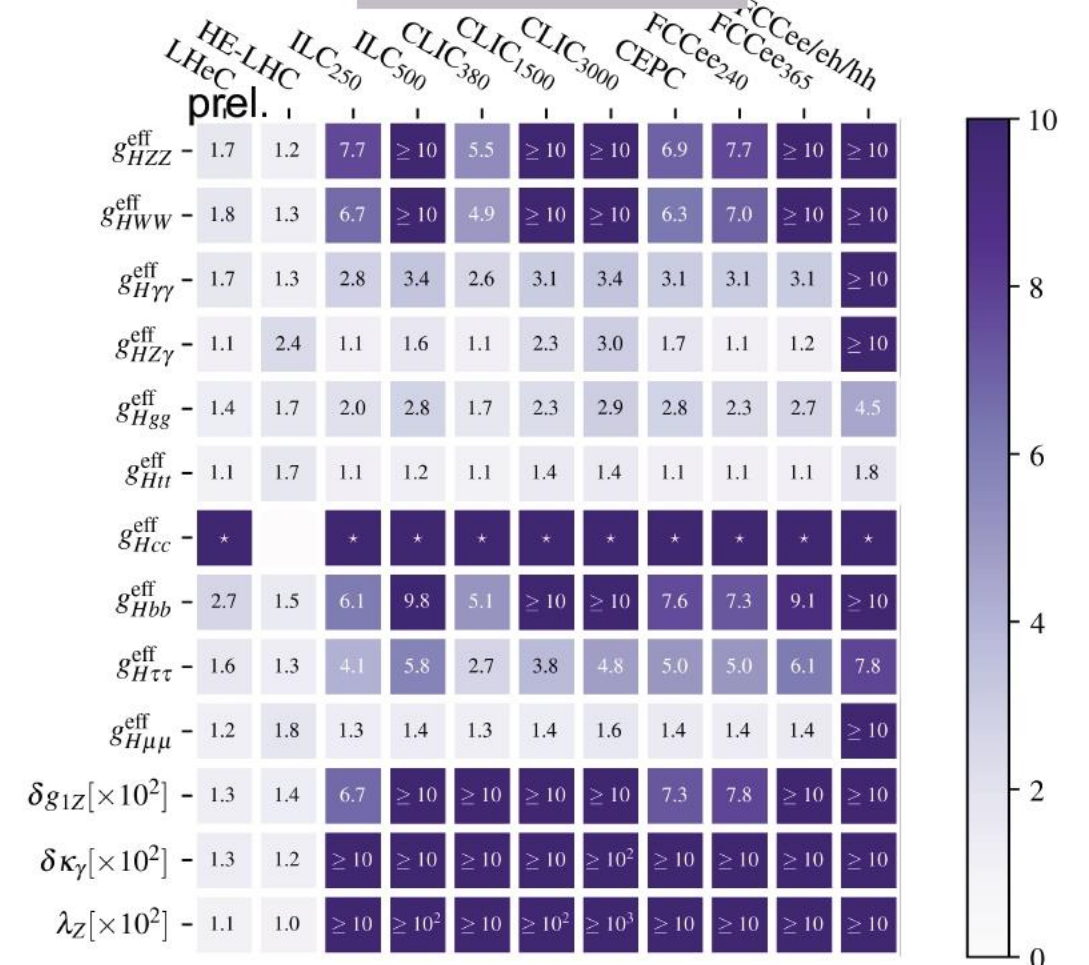 LHeC HE-LHC ILC250 ILC500 CLIC380 CLIC1500 CLIC3000 CEPC FCCee240 FCCee365 FCCee/eh/hh
prel.
g^eff_HZZ 1.7 1.2 7.7 ≥ 10 5.5 ≥ 10 ≥ 10 6.9 7.7 ≥ 10 ≥ 10
g^eff_HWW 1.8 1.3 6.7 ≥ 10 4.9 ≥ 10 ≥ 10 6.3 7.0 ≥ 10 ≥ 10
g^eff_Hγγ 1.7 1.3 2.8 3.4 2.6 3.1 3.4 3.1 3.1 3.1 ≥ 10
g^eff_HZγ 1.1 2.4 1.1 1.6 1.1 2.3 3.0 1.7 1.1 1.2 ≥ 10
g^eff_Hgg 1.4 1.7 2.0 2.8 1.7 2.3 2.9 2.8 2.3 2.7 4.5
g^eff_Htt 1.1 1.7 1.1 1.2 1.1 1.4 1.4 1.1 1.1 1.1 1.8
g^eff_Hcc * * * * * * * * * *
g^eff_Hbb 2.7 1.5 6.1 9.8 5.1 ≥ 10 ≥ 10 7.6 7.3 9.1 ≥ 10
g^eff_Hττ 1.6 1.3 4.1 5.8 2.7 3.8 4.8 5.0 5.0 6.1 7.8
g^eff_Hμμ 1.2 1.8 1.3 1.4 1.3 1.4 1.6 1.4 1.4 1.4 ≥ 10
δg1Z[×10²] 1.3 1.4 6.7 ≥ 10 ≥ 10 ≥ 10 ≥ 10 7.3 7.8 ≥ 10 ≥ 10
δκγ[×10²] 1.3 1.2 ≥ 10 ≥ 10 ≥ 10 ≥ 10 ≥ 10² ≥ 10 ≥ 10 ≥ 10 ≥ 10
λZ[×10²] 1.1 1.0 ≥ 10 ≥ 10² ≥ 10 ≥ 10² ≥ 10³ ≥ 10 ≥ 10 ≥ 10 ≥ 10
10
8
6
4
2
0